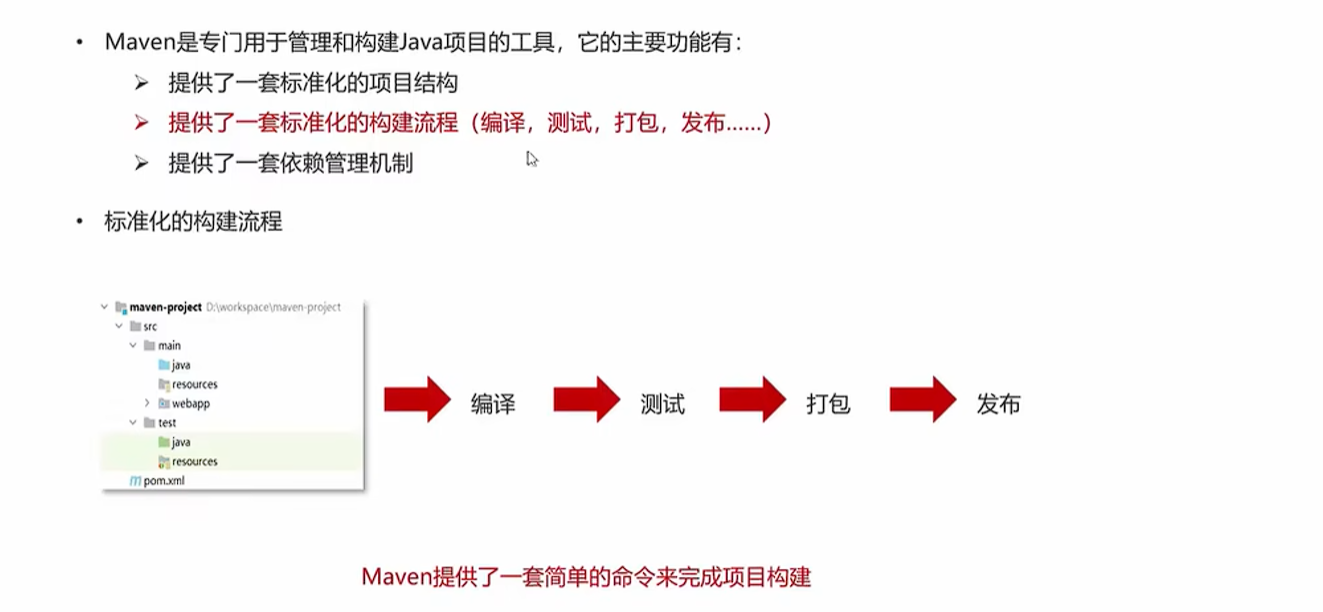 • Maven是专门用于管理和构建Java项目的工具，它的主要功能有：
➢ 提供了一套标准化的项目结构
➢ 提供了一套标准化的构建流程（编译，测试，打包，发布……）
➢ 提供了一套依赖管理机制
• 标准化的构建流程
maven-project D:\workspace\maven-project
src
main
java
resources
webapp
test
java
resources
pom.xml
编译 测试 打包 发布
Maven提供了一套简单的命令来完成项目构建